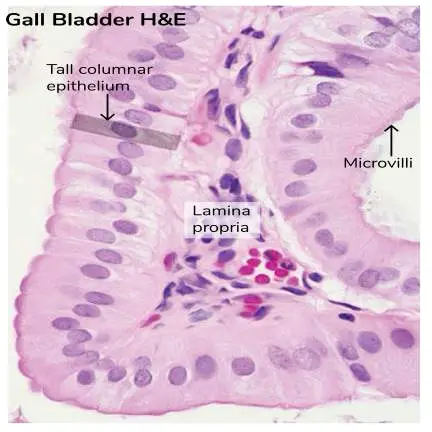 Gall Bladder H&E
Tall columnar
epithelium
Microvilli
Lamina
propria